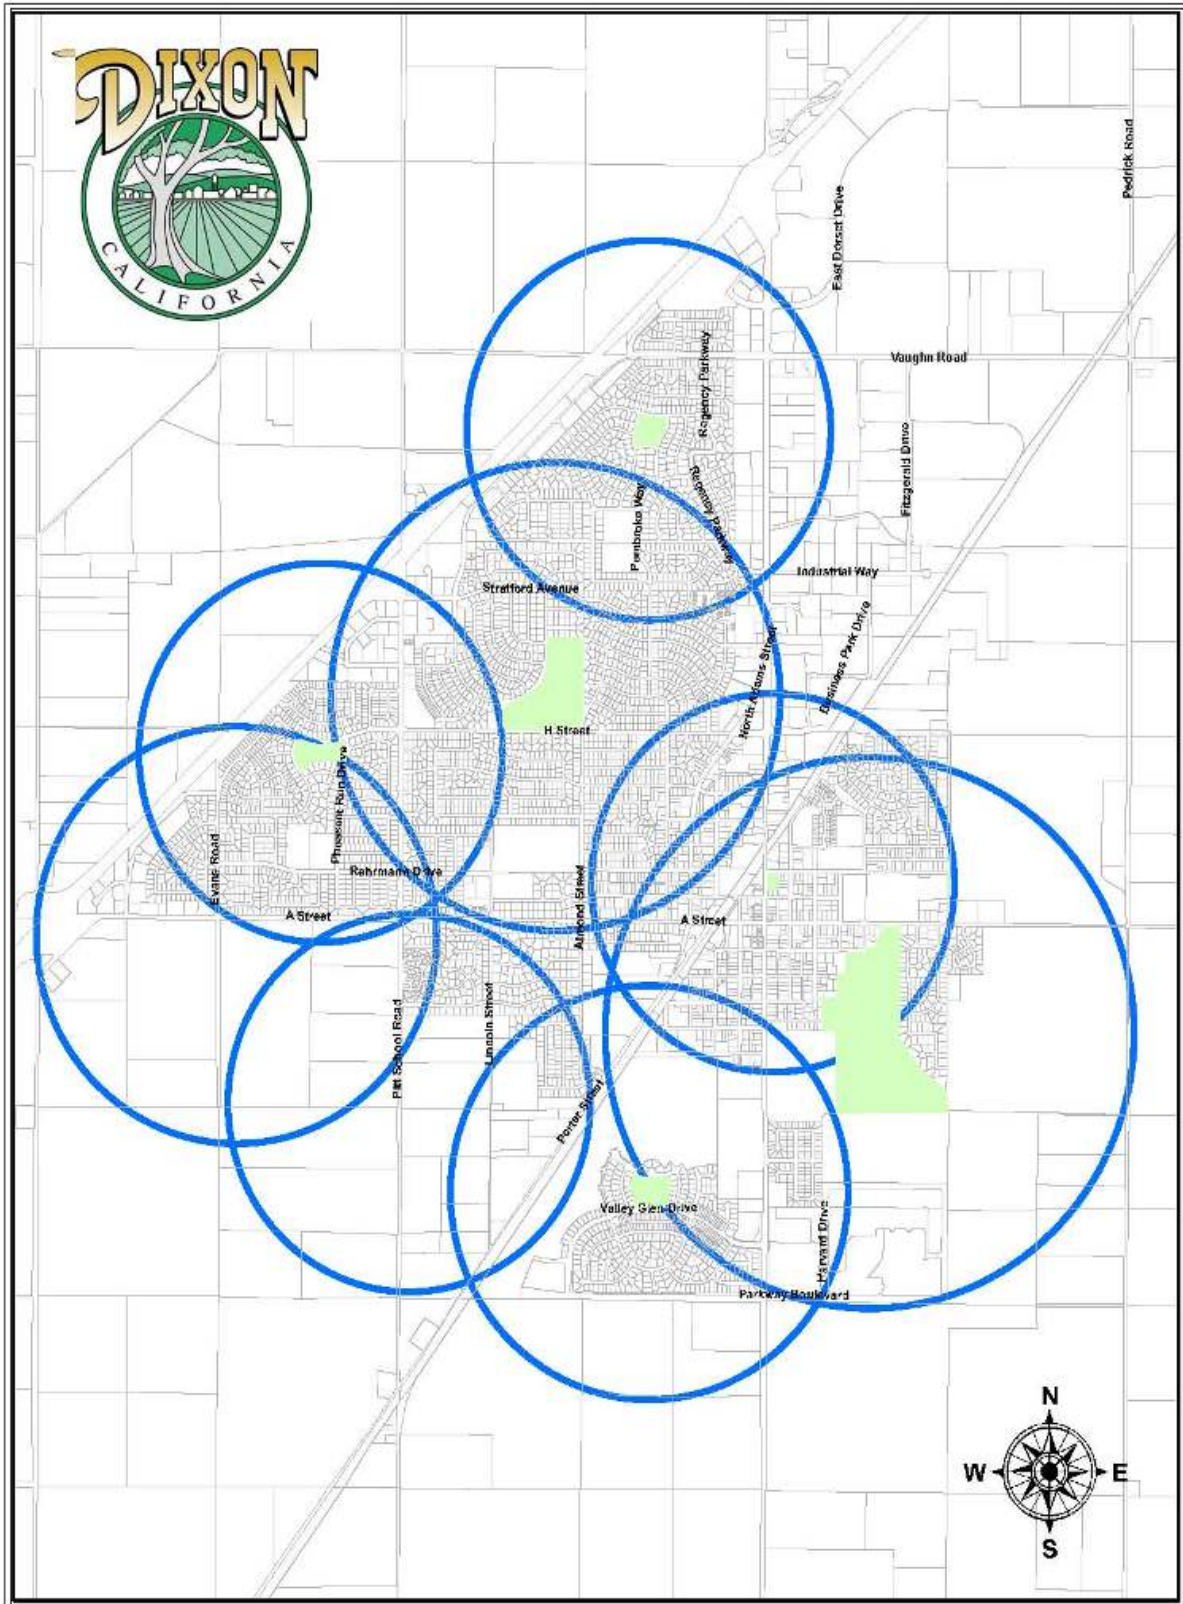 DIXON
CALIFORNIA
Pedrick Road
East Dorset Drive
Vaughn Road
Regency Parkway
Fitzgerald Drive
Regency Parkway
Pembroke Way
Industrial Way
Stratford Avenue
Business Park Drive
North Adams Street
H Street
Pheasant Run Drive
Evans Road
Rehrmann Drive
Almond Street
A Street
A Street
Lincoln Street
Pitt School Road
Porter Street
Valley Glen Drive
Harvard Drive
Parkway Boulevard
N
W
E
S